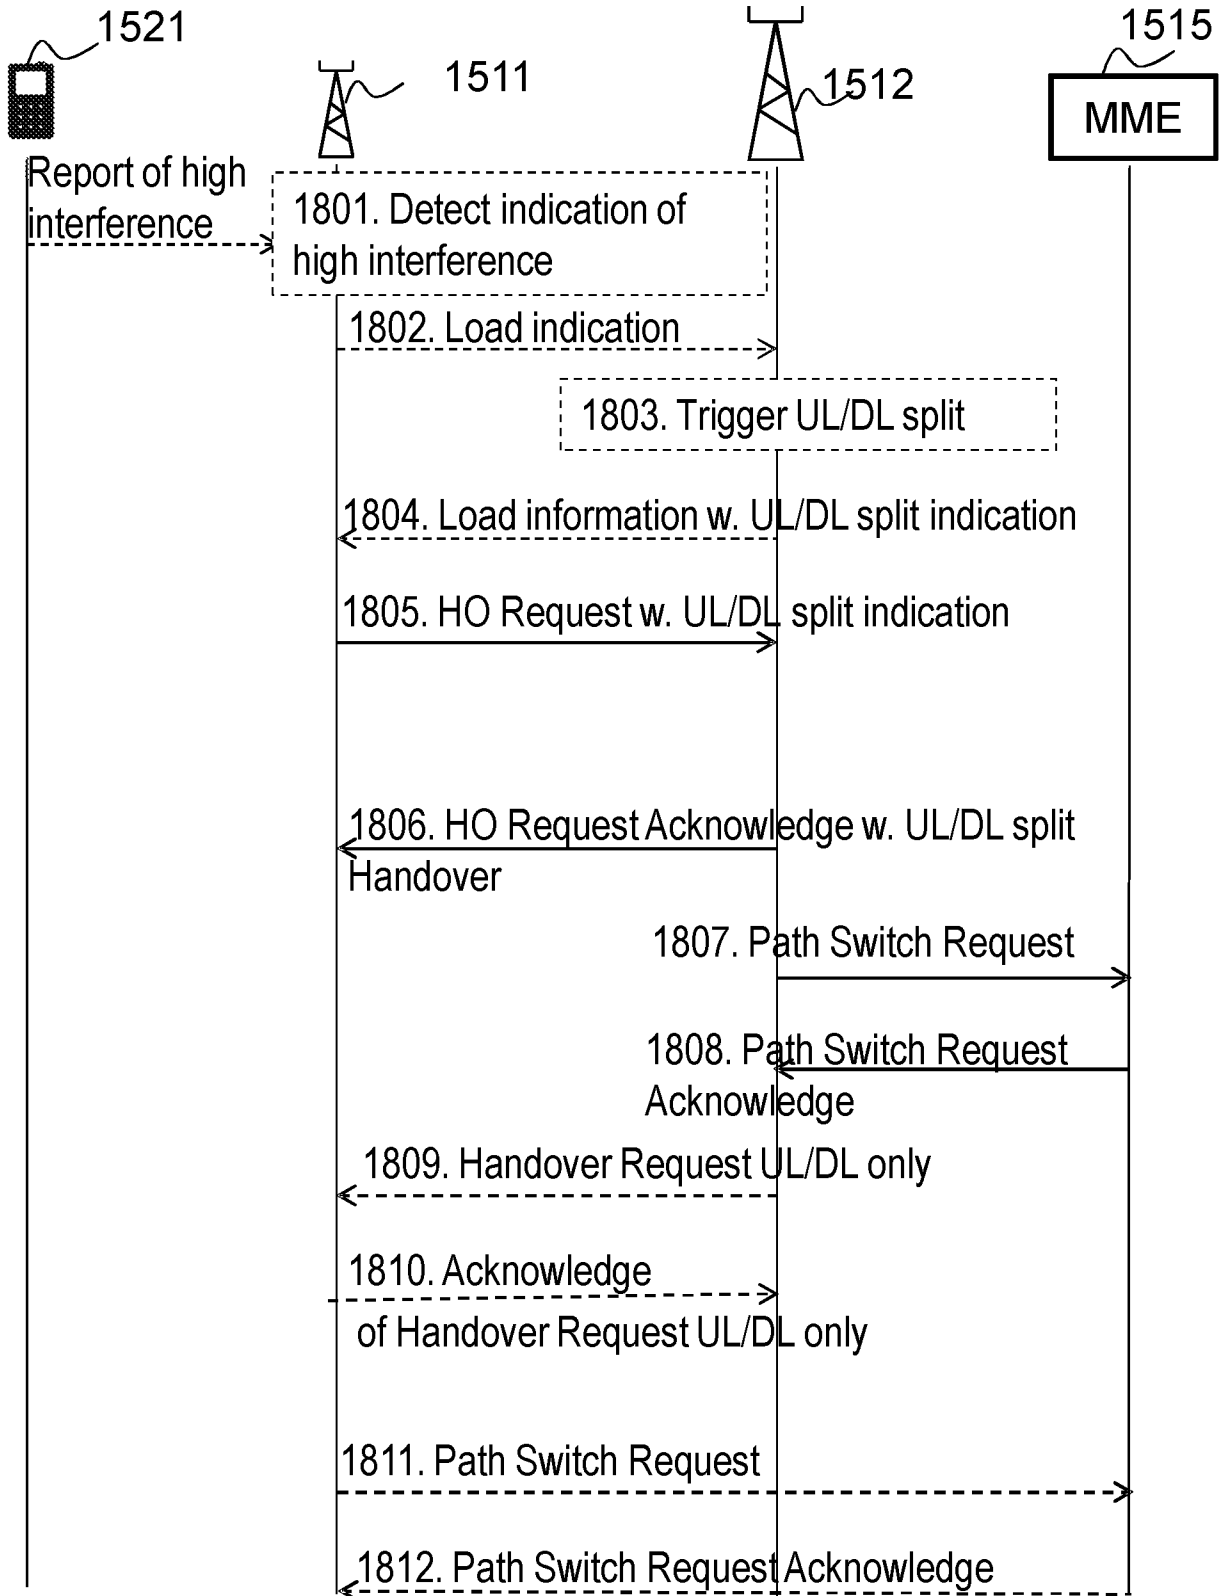 1521
1511
1512
1515
MME
Report of high
interference
1801. Detect indication of
high interference
1802. Load indication
1803. Trigger UL/DL split
1804. Load information w. UL/DL split indication
1805. HO Request w. UL/DL split indication
1806. HO Request Acknowledge w. UL/DL split
Handover
1807. Path Switch Request
1808. Path Switch Request
Acknowledge
1809. Handover Request UL/DL only
1810. Acknowledge
of Handover Request UL/DL only
1811. Path Switch Request
1812. Path Switch Request Acknowledge